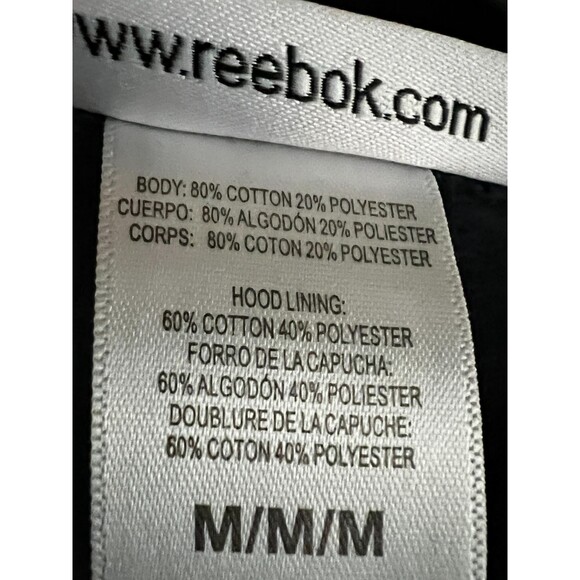 ww.reebok.com
BODY: 80% COTTON 20% POLYESTER
CUERPO: 80% ALGODÓN 20% POLIESTER
CORPS: 80% COTON 20% POLYESTER
HOOD LINING:
60% COTTON 40% POLYESTER
FORRO DE LA CAPUCHA:
60% ALGODÓN 40% POLIESTER
DOUBLURE DE LA CAPUCHE:
60% COTON 40% POLYESTER
M/M/M